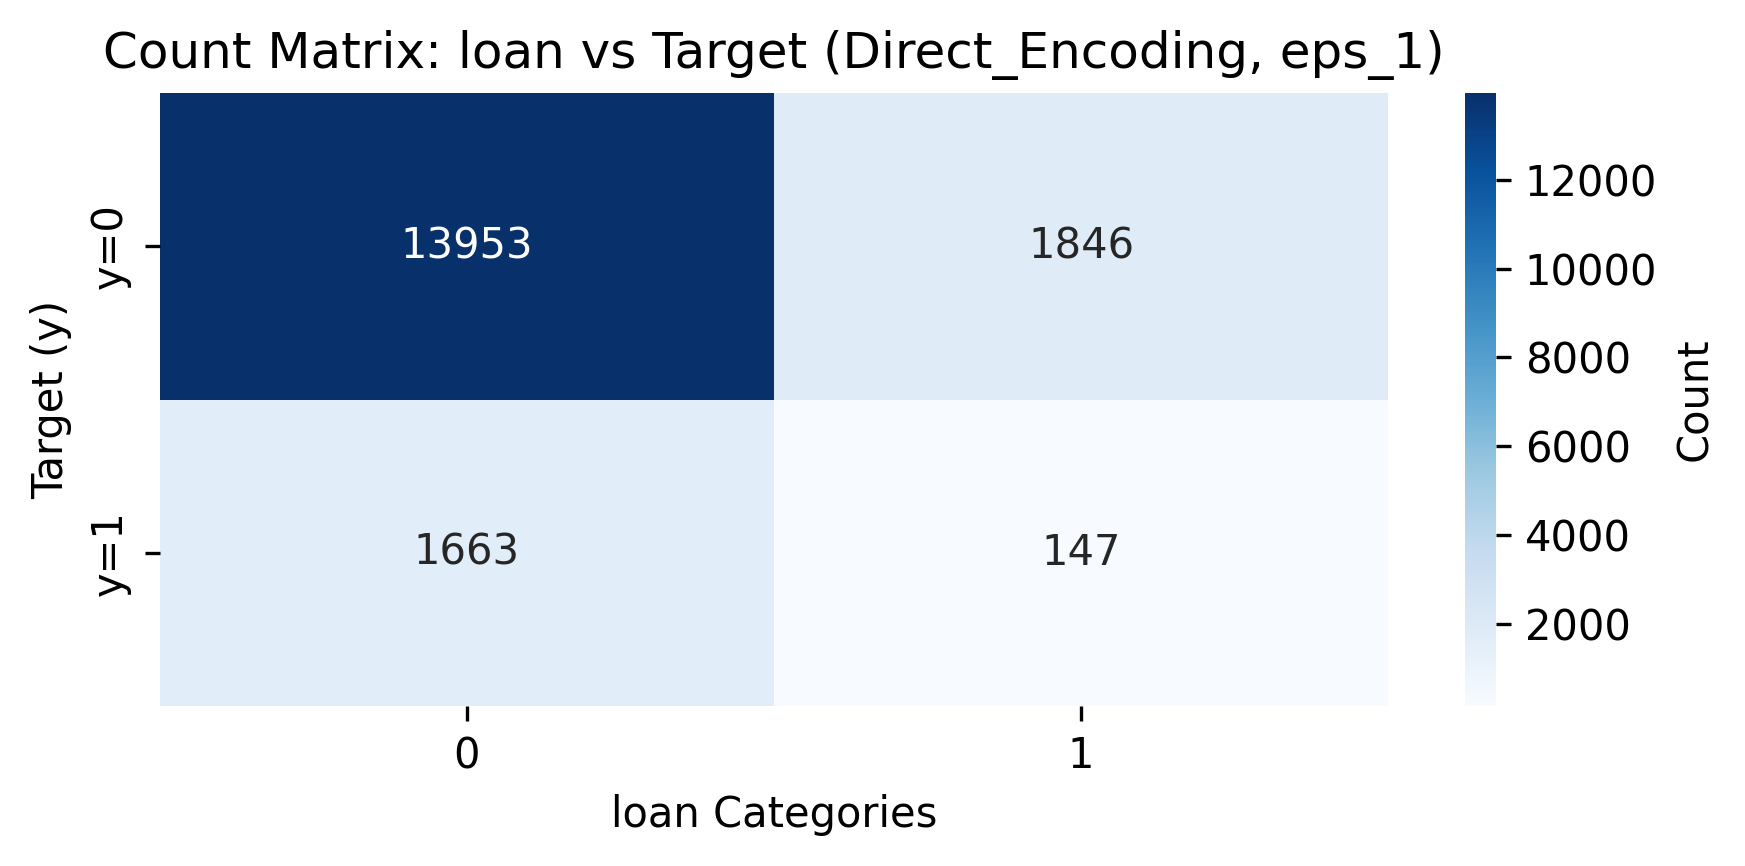 Count Matrix: loan vs Target (Direct_Encoding, eps_1)
Target (y)
y=0
13953
1846
y=1
1663
147
0
1
loan Categories
12000
10000
8000
6000
4000
2000
Count